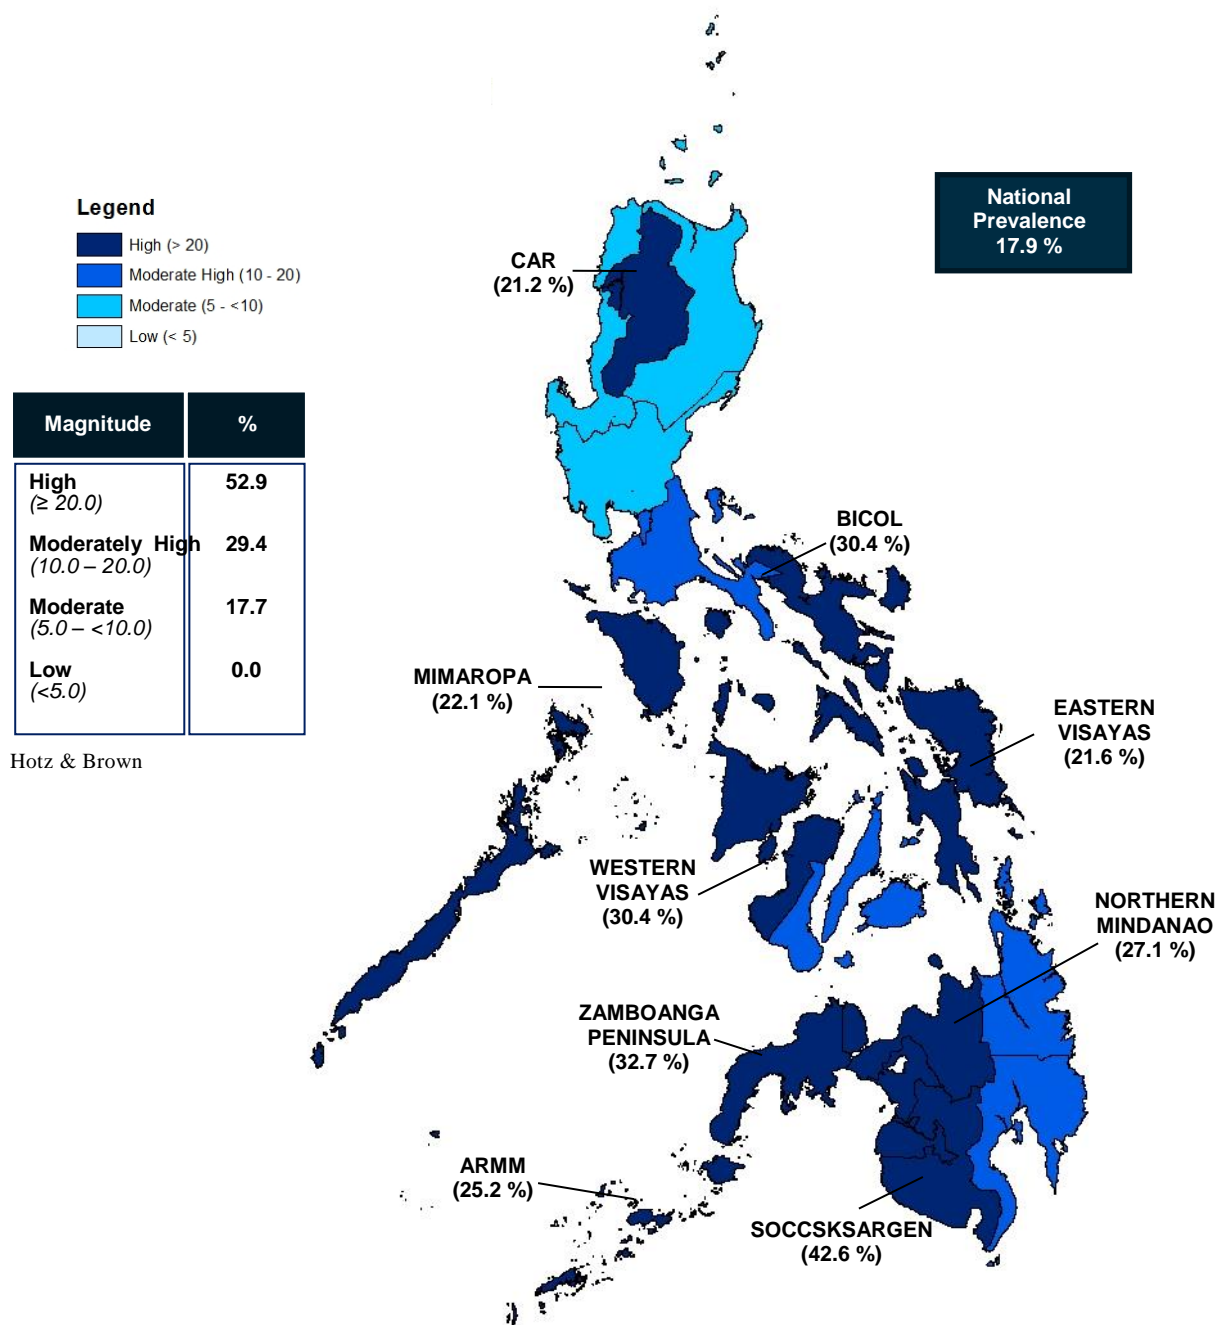 Legend
High (> 20)
Moderate High (10 - 20)
Moderate (5 - <10)
Low (< 5)
National
Prevalence
17.9 %
CAR
(21.2 %)
Magnitude %
High 52.9
(≥ 20.0)
Moderately High 29.4
(10.0 – 20.0)
Moderate 17.7
(5.0 – <10.0)
Low 0.0
(<5.0)
Hotz & Brown
BICOL
(30.4 %)
MIMAROPA
(22.1 %)
EASTERN
VISAYAS
(21.6 %)
WESTERN
VISAYAS
(30.4 %)
NORTHERN
MINDANAO
(27.1 %)
ZAMBOANGA
PENINSULA
(32.7 %)
ARMM
(25.2 %)
SOCCSKSARGEN
(42.6 %)